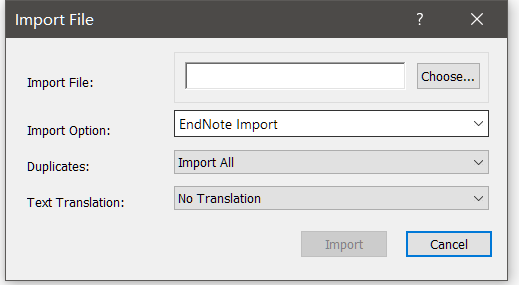 Import File
?
Import File:
Choose...
Import Option:
EndNote Import
Duplicates:
Import All
Text Translation:
No Translation
Import
Cancel